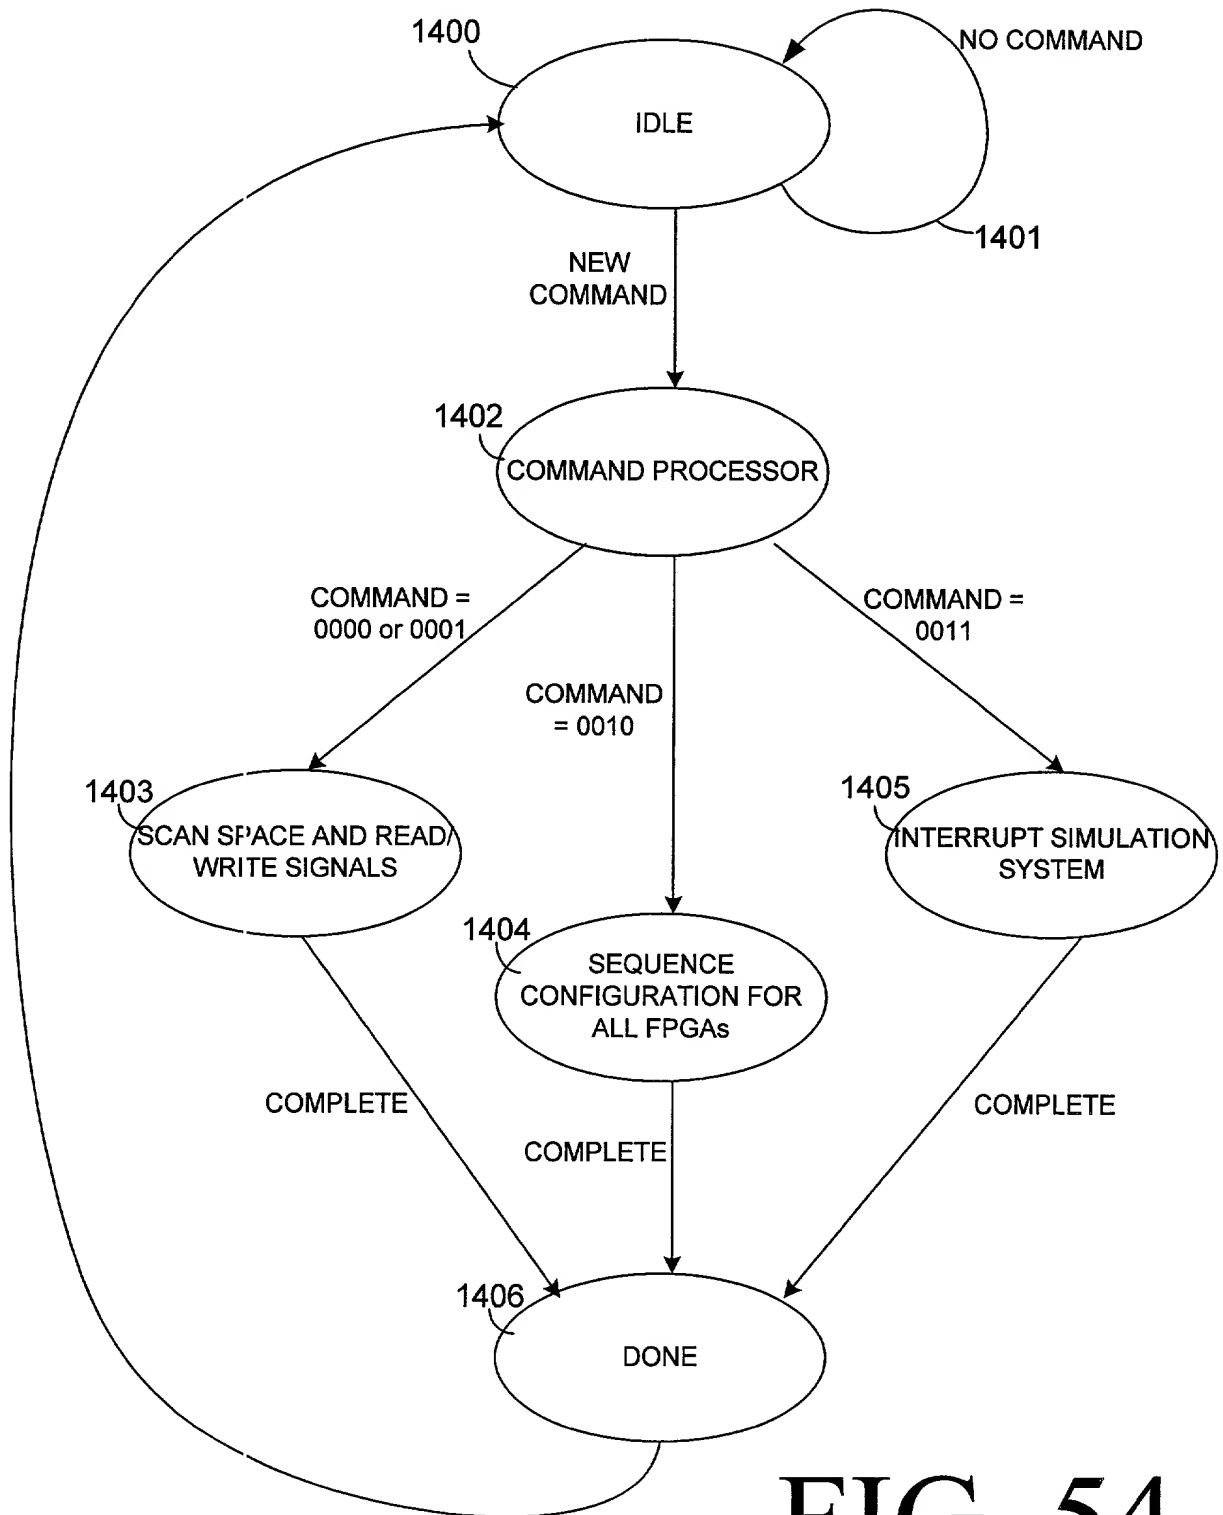 1400
NO COMMAND
IDLE
1401
NEW
COMMAND
1402
COMMAND PROCESSOR
COMMAND =
0000 or 0001
COMMAND =
0011
COMMAND
= 0010
1403
SCAN SPACE AND READ/
WRITE SIGNALS
1405
INTERRUPT SIMULATION
SYSTEM
1404
SEQUENCE
CONFIGURATION FOR
ALL FPGAs
COMPLETE
COMPLETE
COMPLETE
1406
DONE
FIG. 54